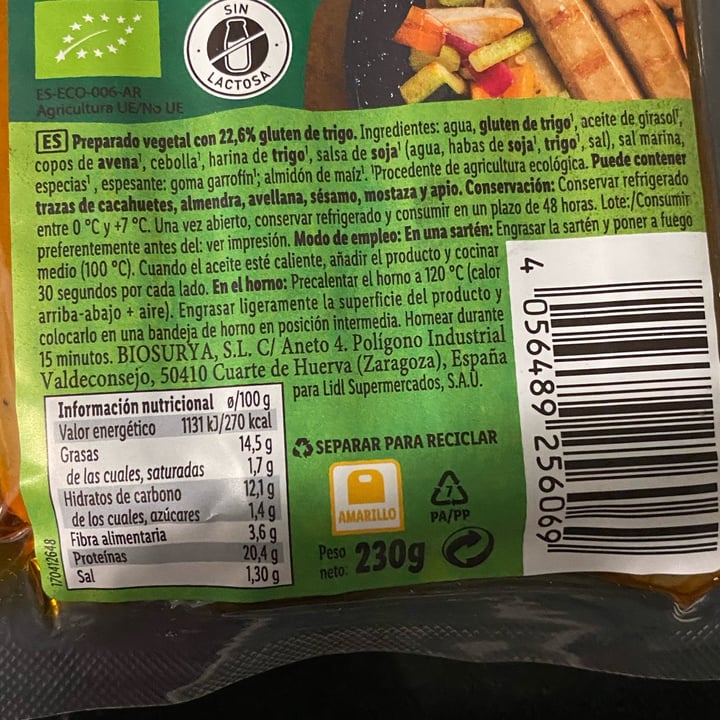 SIN
LACTOSA
ES-ECO-006-AR
Agricultura UE/No UE
ES Preparado vegetal con 22,6% gluten de trigo. Ingredientes: agua, gluten de trigo¹, aceite de girasol¹,
copos de avena¹, cebolla¹, harina de trigo¹, salsa de soja¹ (agua, habas de soja¹, trigo¹, sal), sal marina,
especias¹, espesante: goma garrofín¹; almidón de maíz¹. ¹Procedente de agricultura ecológica. Puede contener
trazas de cacahuetes, almendra, avellana, sésamo, mostaza y apio. Conservación: Conservar refrigerado
entre 0 °C y +7 °C. Una vez abierto, conservar refrigerado y consumir en un plazo de 48 horas. Lote:/Consumir
preferentemente antes del: ver impresión. Modo de empleo: En una sartén: Engrasar la sartén y poner a fuego
medio (100 °C). Cuando el aceite esté caliente, añadir el producto y cocinar
30 segundos por cada lado. En el horno: Precalentar el horno a 120 °C (calor
arriba-abajo + aire). Engrasar ligeramente la superficie del producto y
colocarlo en una bandeja de horno en posición intermedia. Hornear durante
15 minutos. BIOSURYA, S.L. C/ Aneto 4. Polígono Industrial
Valdeconsejo, 50410 Cuarte de Huerva (Zaragoza), España
para Lidl Supermercados, S.A.U.
Información nutricional ø/100 g
Valor energético 1131 kJ/270 kcal
Grasas 14,5 g
de las cuales, saturadas 1,7 g
Hidratos de carbono 12,1 g
de los cuales, azúcares 1,4 g
Fibra alimentaria 3,6 g
Proteínas 20,4 g
Sal 1,30 g
170412648
SEPARAR PARA RECICLAR
AMARILLO
7
PA/PP
Peso
neto: 230g
4 056489 256069